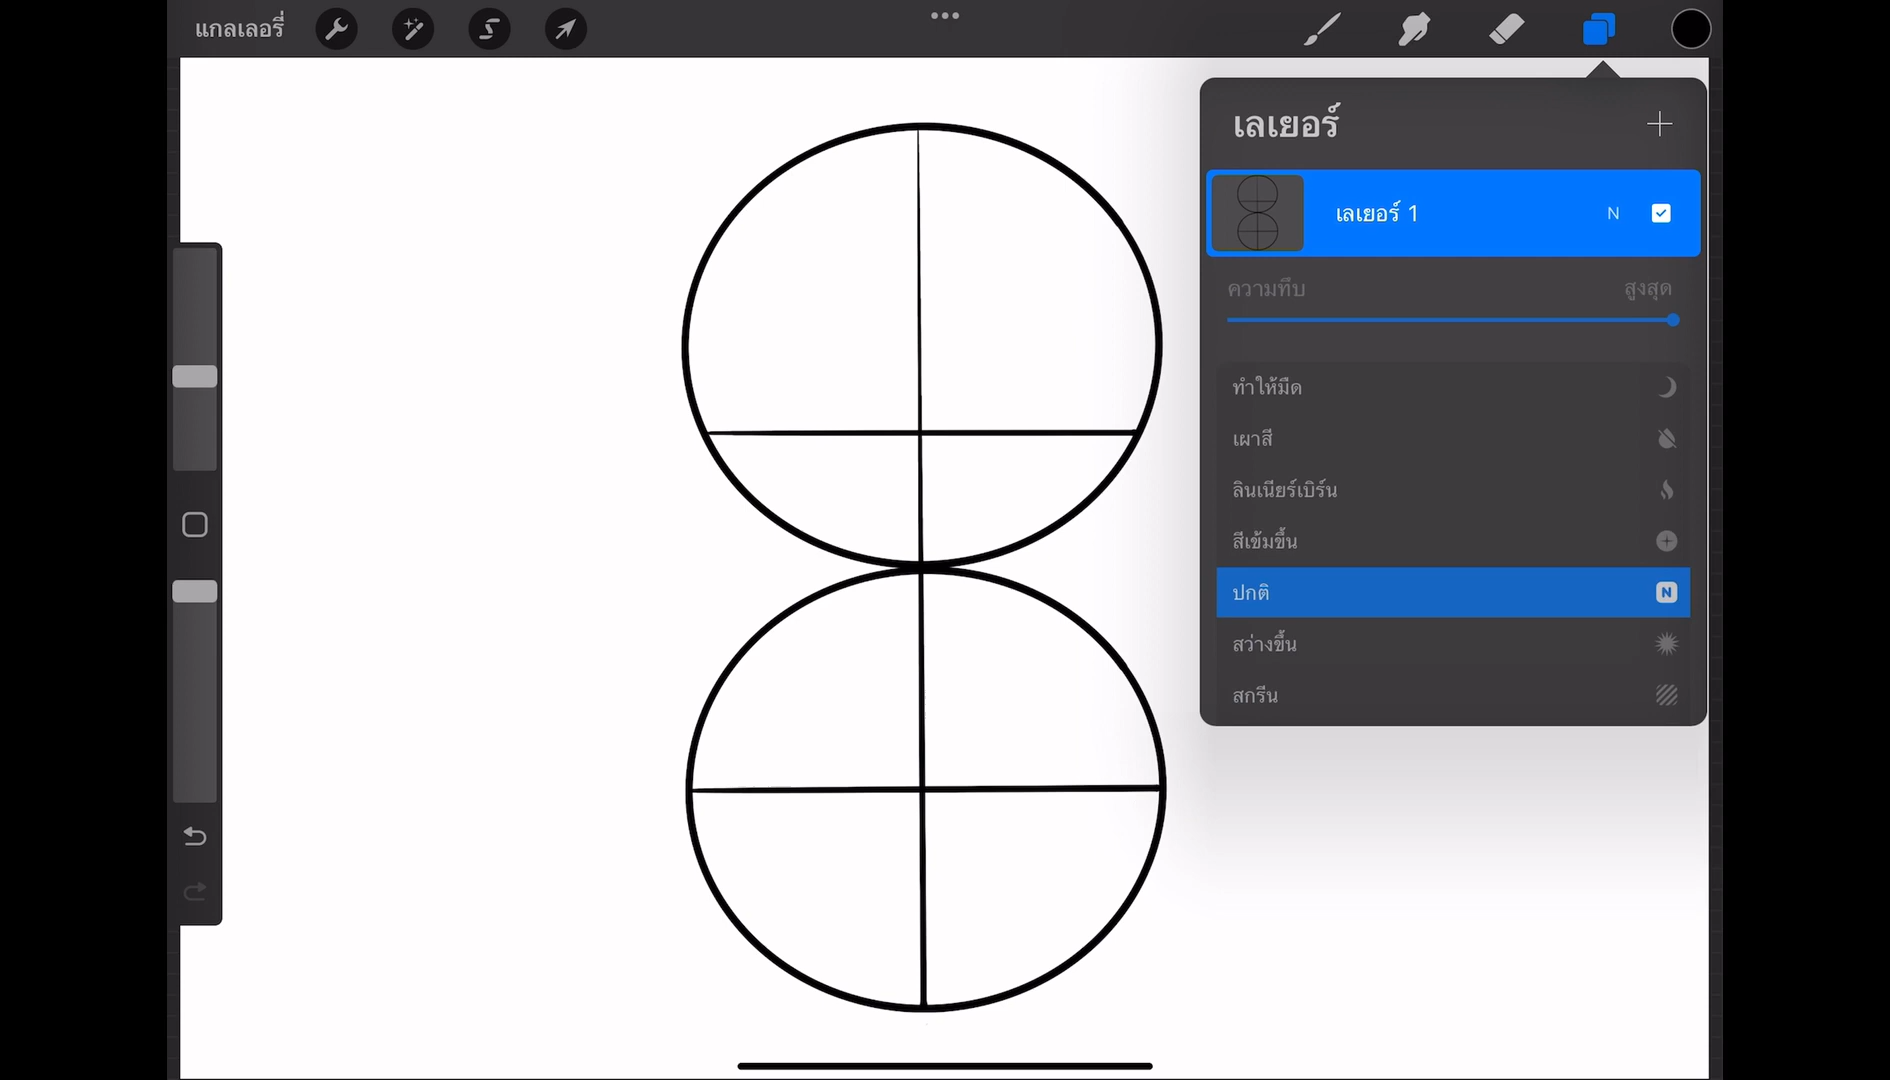 แกลเลอรี่
เลเยอร์
เลเยอร์ 1 N
ความทึบ สูงสุด
ทำให้มืด
เผาสี
ลินเนียร์เบิร์น
สีเข้มขึ้น
ปกติ N
สว่างขึ้น
สกรีน